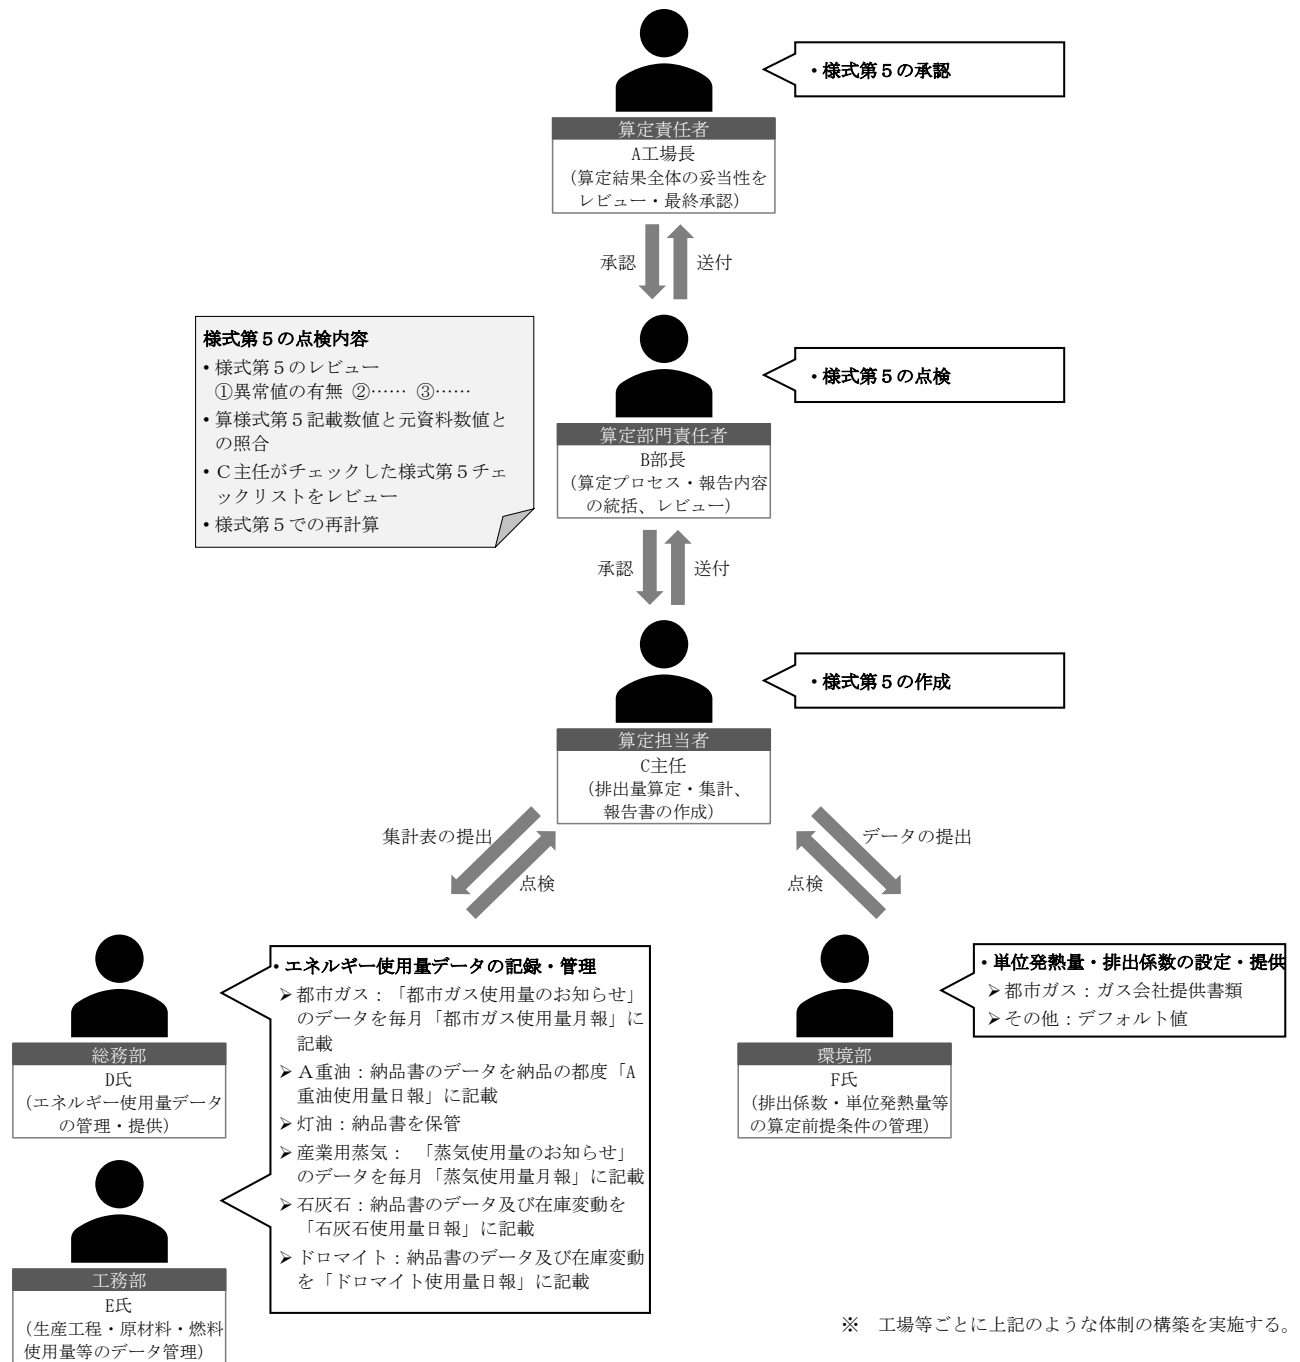 ・様式第５の承認
算定責任者
A工場長
（算定結果全体の妥当性を
レビュー・最終承認）
承認
送付
様式第５の点検内容
・様式第５のレビュー
①異常値の有無 ②…… ③……
・算様式第５記載数値と元資料数値と
の照合
・Ｃ主任がチェックした様式第５チェ
ックリストをレビュー
・様式第５での再計算
・様式第５の点検
算定部門責任者
B部長
（算定プロセス・報告内容
の統括、レビュー）
承認
送付
・様式第５の作成
算定担当者
C主任
（排出量算定・集計、
報告書の作成）
集計表の提出
点検
データの提出
点検
総務部
D氏
（エネルギー使用量データ
の管理・提供）
工務部
E氏
（生産工程・原材料・燃料
使用量等のデータ管理）
・エネルギー使用量データの記録・管理
➢都市ガス：「都市ガス使用量のお知らせ」
のデータを毎月「都市ガス使用量月報」に
記載
➢Ａ重油：納品書のデータを納品の都度「A
重油使用量日報」に記載
➢灯油：納品書を保管
➢産業用蒸気： 「蒸気使用量のお知らせ」
のデータを毎月「蒸気使用量月報」に記載
➢石灰石：納品書のデータ及び在庫変動を
「石灰石使用量日報」に記載
➢ドロマイト：納品書のデータ及び在庫変動
を「ドロマイト使用量日報」に記載
環境部
F氏
（排出係数・単位発熱量等
の算定前提条件の管理）
・単位発熱量・排出係数の設定・提供
➢都市ガス：ガス会社提供書類
➢その他：デフォルト値
※　工場等ごとに上記のような体制の構築を実施する。